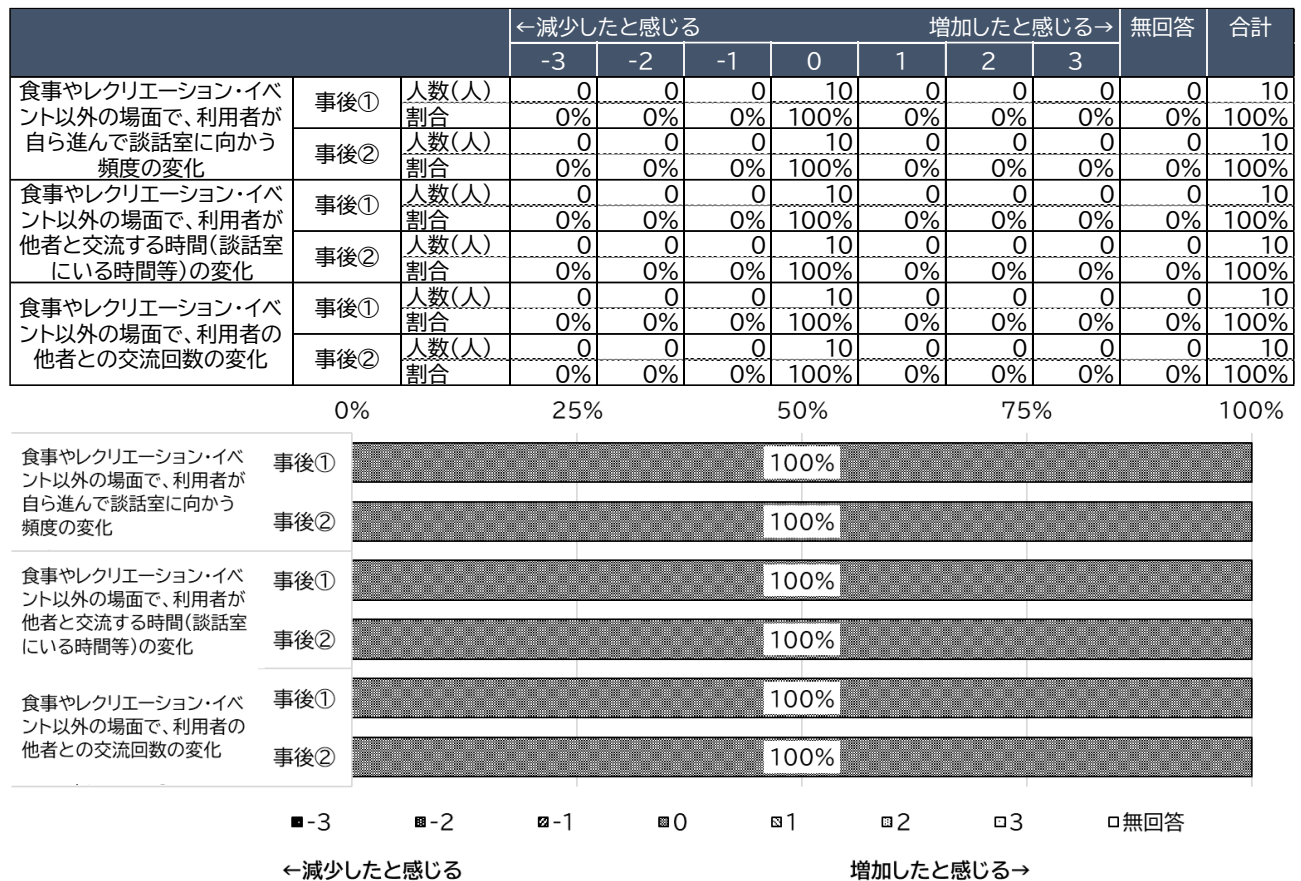 ←減少したと感じる 増加したと感じる→ 無回答 合計
-3 -2 -1 0 1 2 3
食事やレクリエーション・イベ
ント以外の場面で、利用者が
自ら進んで談話室に向かう
頻度の変化
事後① 人数(人) 0 0 0 10 0 0 0 0 10
割合 0% 0% 0% 100% 0% 0% 0% 0% 100%
事後② 人数(人) 0 0 0 10 0 0 0 0 10
割合 0% 0% 0% 100% 0% 0% 0% 0% 100%
食事やレクリエーション・イベ
ント以外の場面で、利用者が
他者と交流する時間(談話室
にいる時間等)の変化
事後① 人数(人) 0 0 0 10 0 0 0 0 10
割合 0% 0% 0% 100% 0% 0% 0% 0% 100%
事後② 人数(人) 0 0 0 10 0 0 0 0 10
割合 0% 0% 0% 100% 0% 0% 0% 0% 100%
食事やレクリエーション・イベ
ント以外の場面で、利用者の
他者との交流回数の変化
事後① 人数(人) 0 0 0 10 0 0 0 0 10
割合 0% 0% 0% 100% 0% 0% 0% 0% 100%
事後② 人数(人) 0 0 0 10 0 0 0 0 10
割合 0% 0% 0% 100% 0% 0% 0% 0% 100%
0% 25% 50% 75% 100%
食事やレクリエーション・イベ
ント以外の場面で、利用者が
自ら進んで談話室に向かう
頻度の変化
事後① 100%
事後② 100%
食事やレクリエーション・イベ
ント以外の場面で、利用者が
他者と交流する時間(談話室
にいる時間等)の変化
事後① 100%
事後② 100%
食事やレクリエーション・イベ
ント以外の場面で、利用者の
他者との交流回数の変化
事後① 100%
事後② 100%
-3 -2 -1 0 1 2 3 無回答
←減少したと感じる 増加したと感じる→